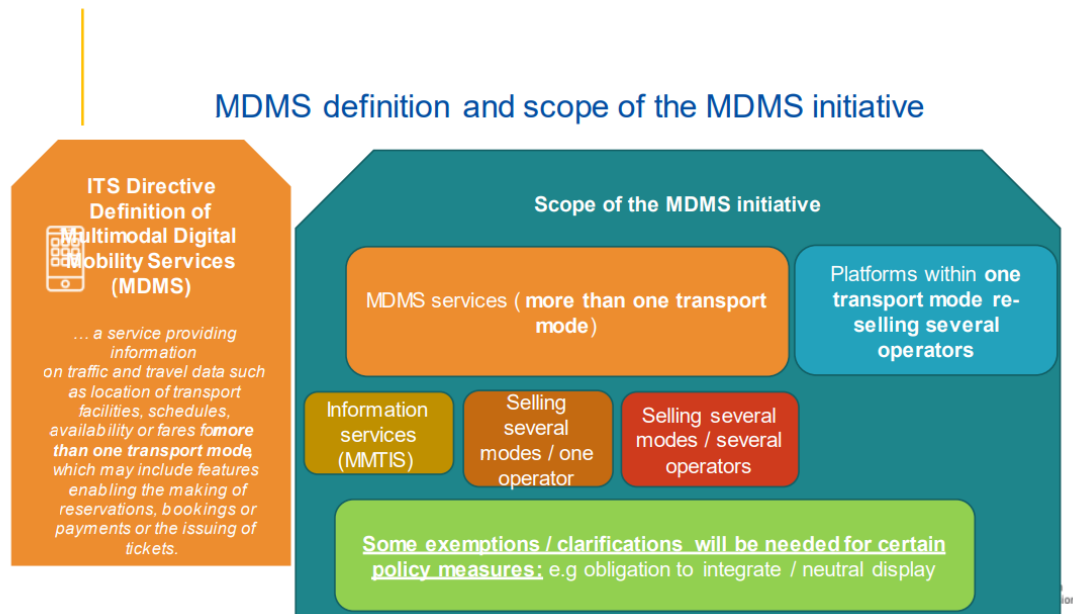 MDMS definition and scope of the MDMS initiative
ITS Directive
Definition of
Multimodal Digital
Mobility Services
(MDMS)
… a service providing
information
on traffic and travel data such
as location of transport
facilities, schedules,
availability or fares for more
than one transport mode,
which may include features
enabling the making of
reservations, bookings or
payments or the issuing of
tickets.
Scope of the MDMS initiative
MDMS services ( more than one transport
mode)
Platforms within one
transport mode re-
selling several
operators
Information
services
(MMTIS)
Selling
several
modes / one
operator
Selling several
modes / several
operators
Some exemptions / clarifications will be needed for certain
policy measures: e.g obligation to integrate / neutral display